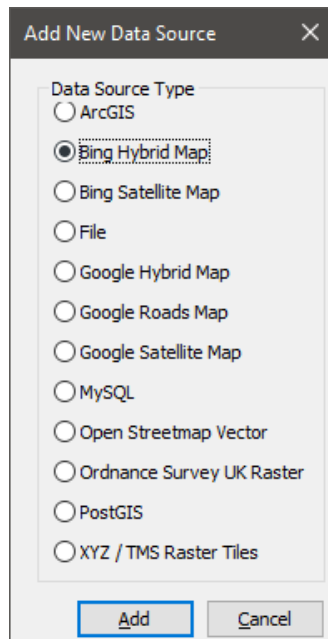 Add New Data Source
Data Source Type
ArcGIS
Bing Hybrid Map
Bing Satellite Map
File
Google Hybrid Map
Google Roads Map
Google Satellite Map
MySQL
Open Streetmap Vector
Ordnance Survey UK Raster
PostGIS
XYZ / TMS Raster Tiles
Add Cancel